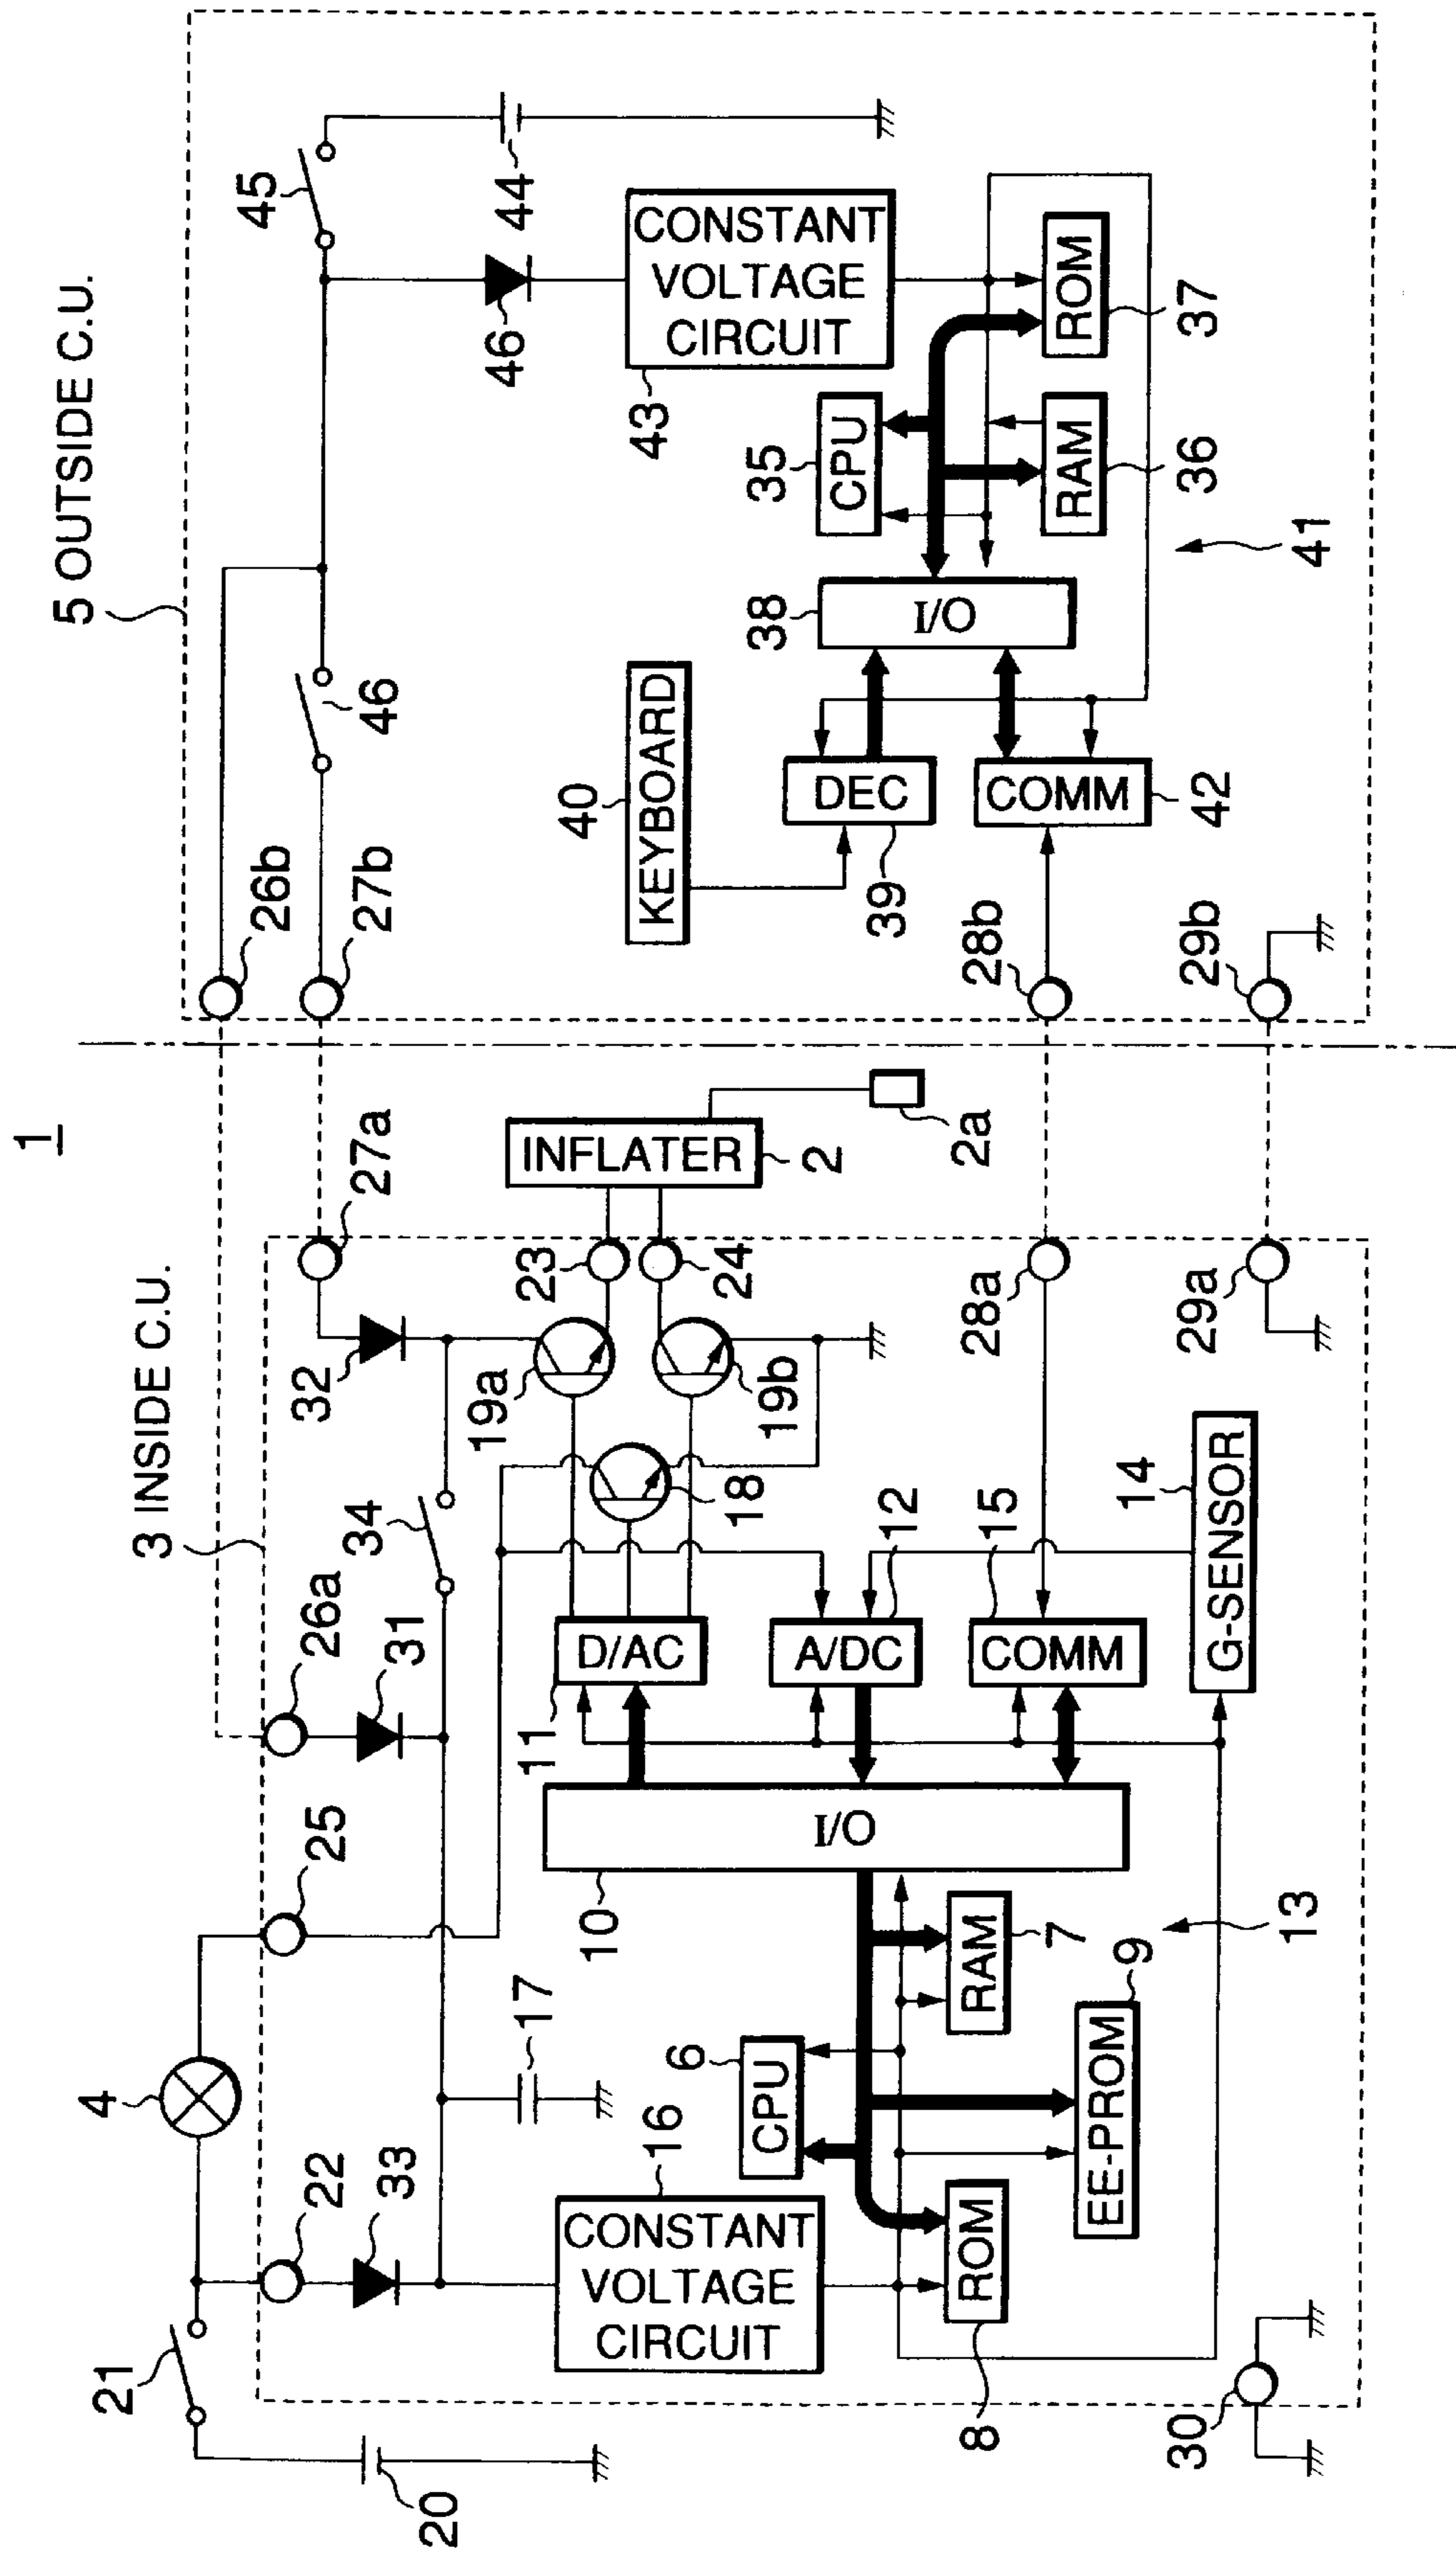 1
3 INSIDE C.U.
5 OUTSIDE C.U.
21
4
22
33
25
26a
31
34
32
27a
26b
27b
46
45
44
46
20
17
16
CONSTANT
VOLTAGE
CIRCUIT
11
D/AC
18
19a
19b
23
24
INFLATER
2
2a
40
KEYBOARD
43
CONSTANT
VOLTAGE
CIRCUIT
6
CPU
10
I/O
A/DC
12
COMM
15
14
G-SENSOR
28a
29a
28b
29b
DEC
39
COMM
42
38
I/O
35
CPU
RAM
36
ROM
37
41
8
ROM
EE-PROM
9
RAM
7
13
30